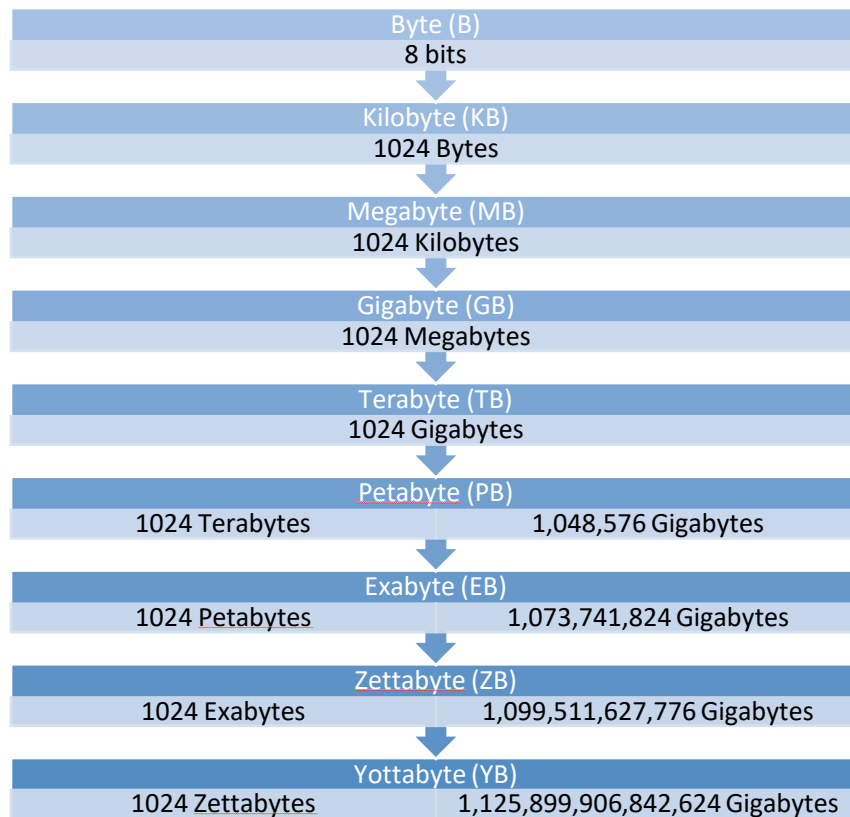 Byte (B)
8 bits
Kilobyte (KB)
1024 Bytes
Megabyte (MB)
1024 Kilobytes
Gigabyte (GB)
1024 Megabytes
Terabyte (TB)
1024 Gigabytes
Petabyte (PB)
1024 Terabytes 1,048,576 Gigabytes
Exabyte (EB)
1024 Petabytes 1,073,741,824 Gigabytes
Zettabyte (ZB)
1024 Exabytes 1,099,511,627,776 Gigabytes
Yottabyte (YB)
1024 Zettabytes 1,125,899,906,842,624 Gigabytes